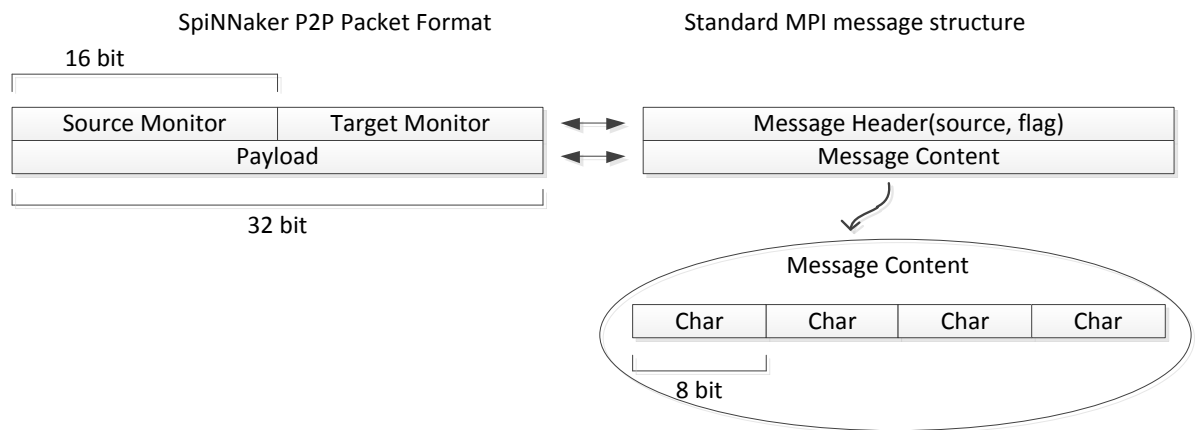 SpiNNaker P2P Packet Format
Standard MPI message structure
16 bit
Source Monitor
Target Monitor
Message Header(source, flag)
Payload
Message Content
32 bit
Message Content
Char
Char
Char
Char
8 bit